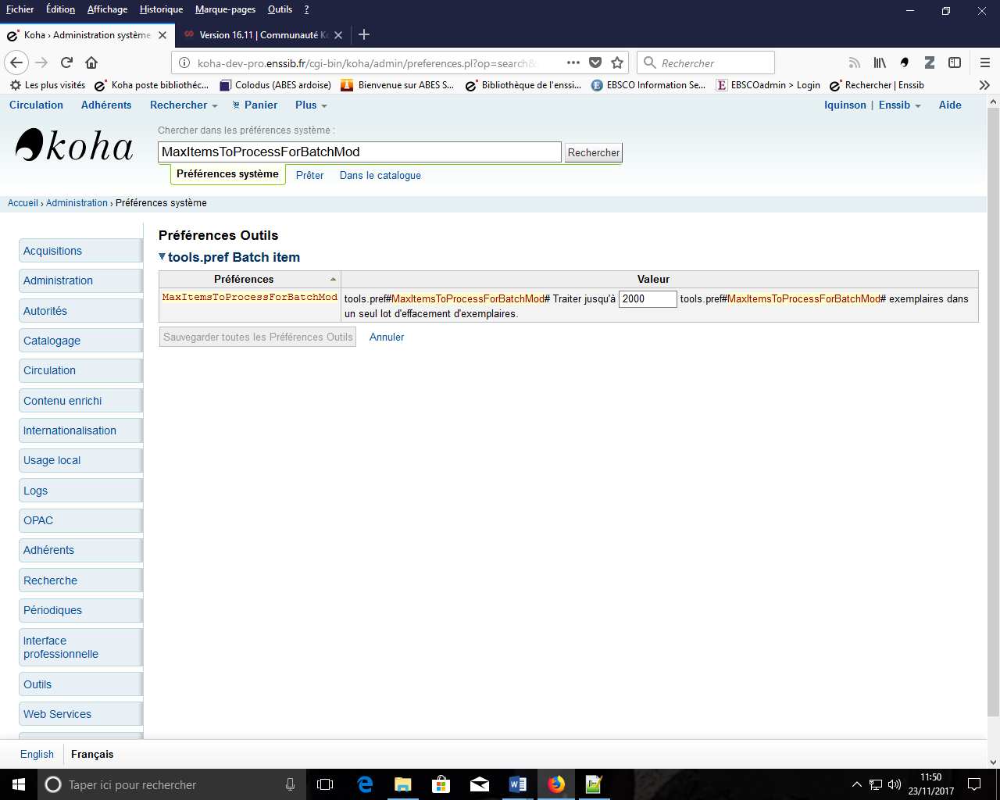 Fichier Édition Affichage Historique Marque-pages Outils ?
Koha › Administration système
Version 16.11 | Communauté Ko
koha-dev-pro.enssib.fr/cgi-bin/koha/admin/preferences.pl?op=search&
Rechercher
Les plus visités Koha poste bibliothéc... Colodus (ABES ardoise) Bienvenue sur ABES S... Bibliothèque de l'enssi... EBSCO Information Se... EBSCOadmin > Login Rechercher | Enssib
Circulation Adhérents Rechercher Panier Plus lquinson | Enssib Aide
koha
Chercher dans les préférences système :
MaxItemsToProcessForBatchMod Rechercher
Préférences système Prêter Dans le catalogue
Accueil › Administration › Préférences système
Acquisitions
Administration
Autorités
Catalogage
Circulation
Contenu enrichi
Internationalisation
Usage local
Logs
OPAC
Adhérents
Recherche
Périodiques
Interface
professionnelle
Outils
Web Services
Préférences Outils
tools.pref Batch item
Préférences Valeur
MaxItemsToProcessForBatchMod tools.pref#MaxItemsToProcessForBatchMod# Traiter jusqu'à 2000 tools.pref#MaxItemsToProcessForBatchMod# exemplaires dans
un seul lot d'effacement d'exemplaires.
Sauvegarder toutes les Préférences Outils Annuler
English Français
Taper ici pour rechercher
11:50
23/11/2017